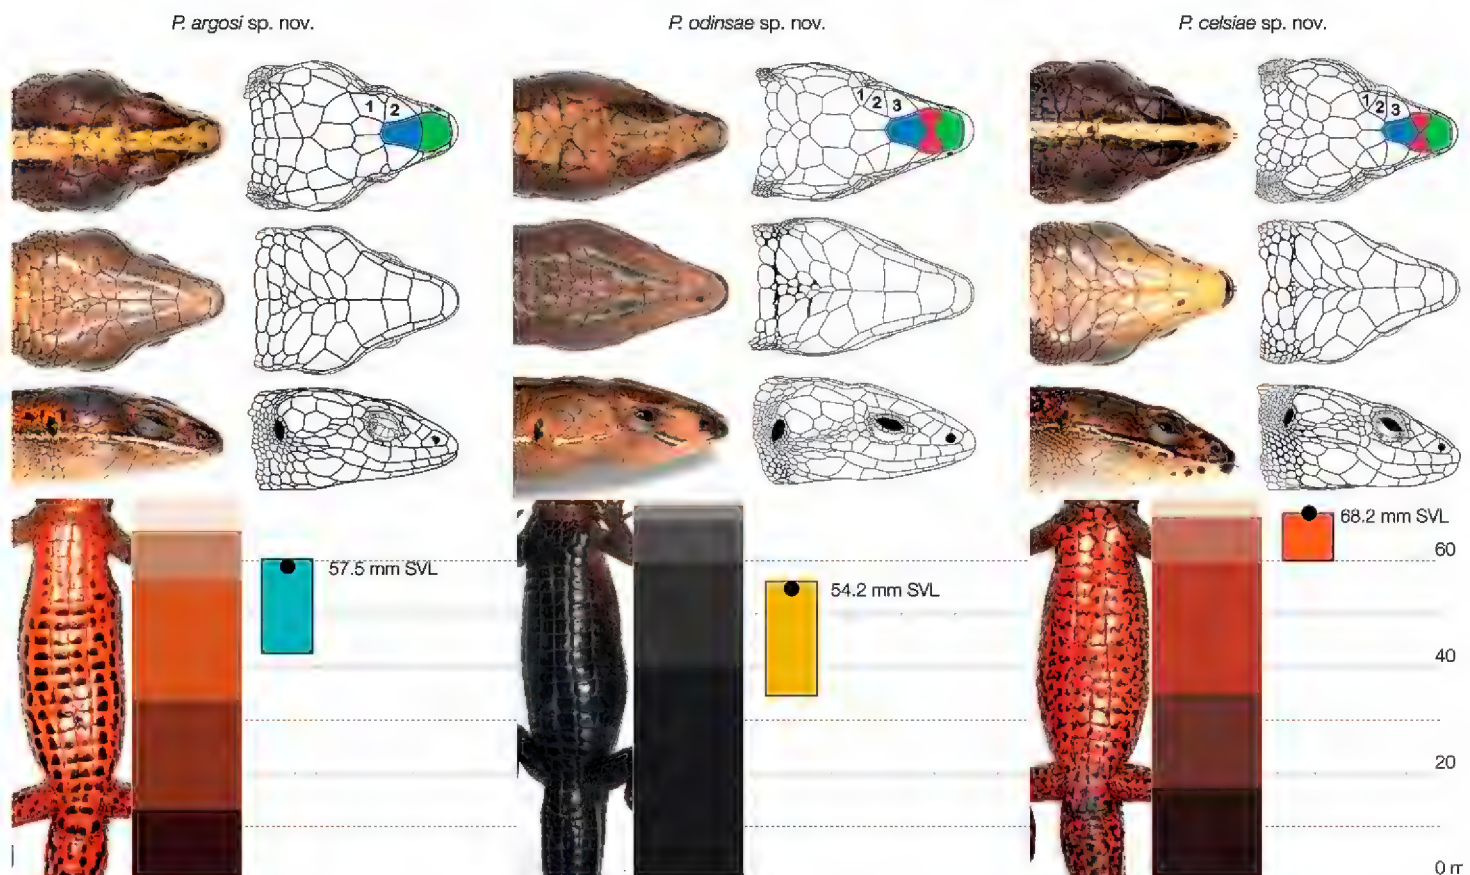 P. argosi sp. nov.
P. odinsae sp. nov.
P. celsiae sp. nov.
1 2
1 2 3
1 2 3
57.5 mm SVL
54.2 mm SVL
68.2 mm SVL
60
40
20
0